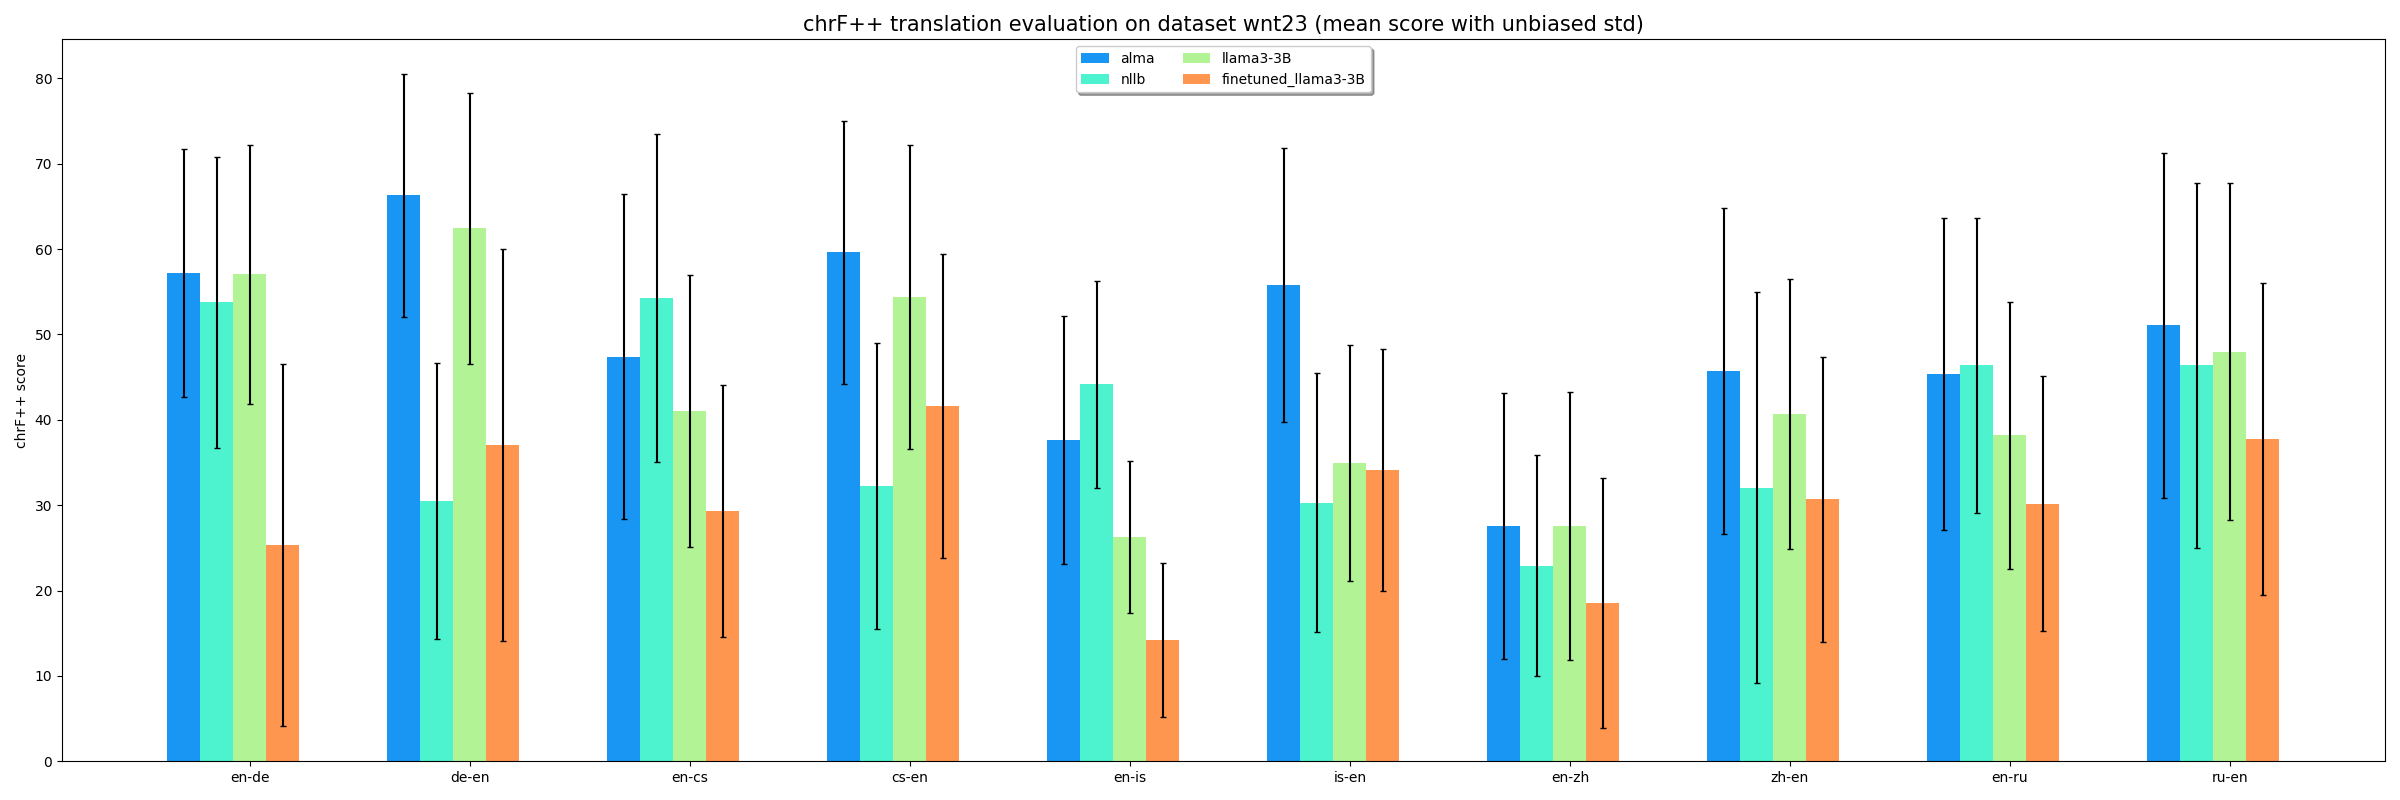 chrF++ translation evaluation on dataset wnt23 (mean score with unbiased std)
alma
nllb
llama3-3B
finetuned_llama3-3B
chrF++ score
80
70
60
50
40
30
20
10
0
en-de
de-en
en-cs
cs-en
en-is
is-en
en-zh
zh-en
en-ru
ru-en